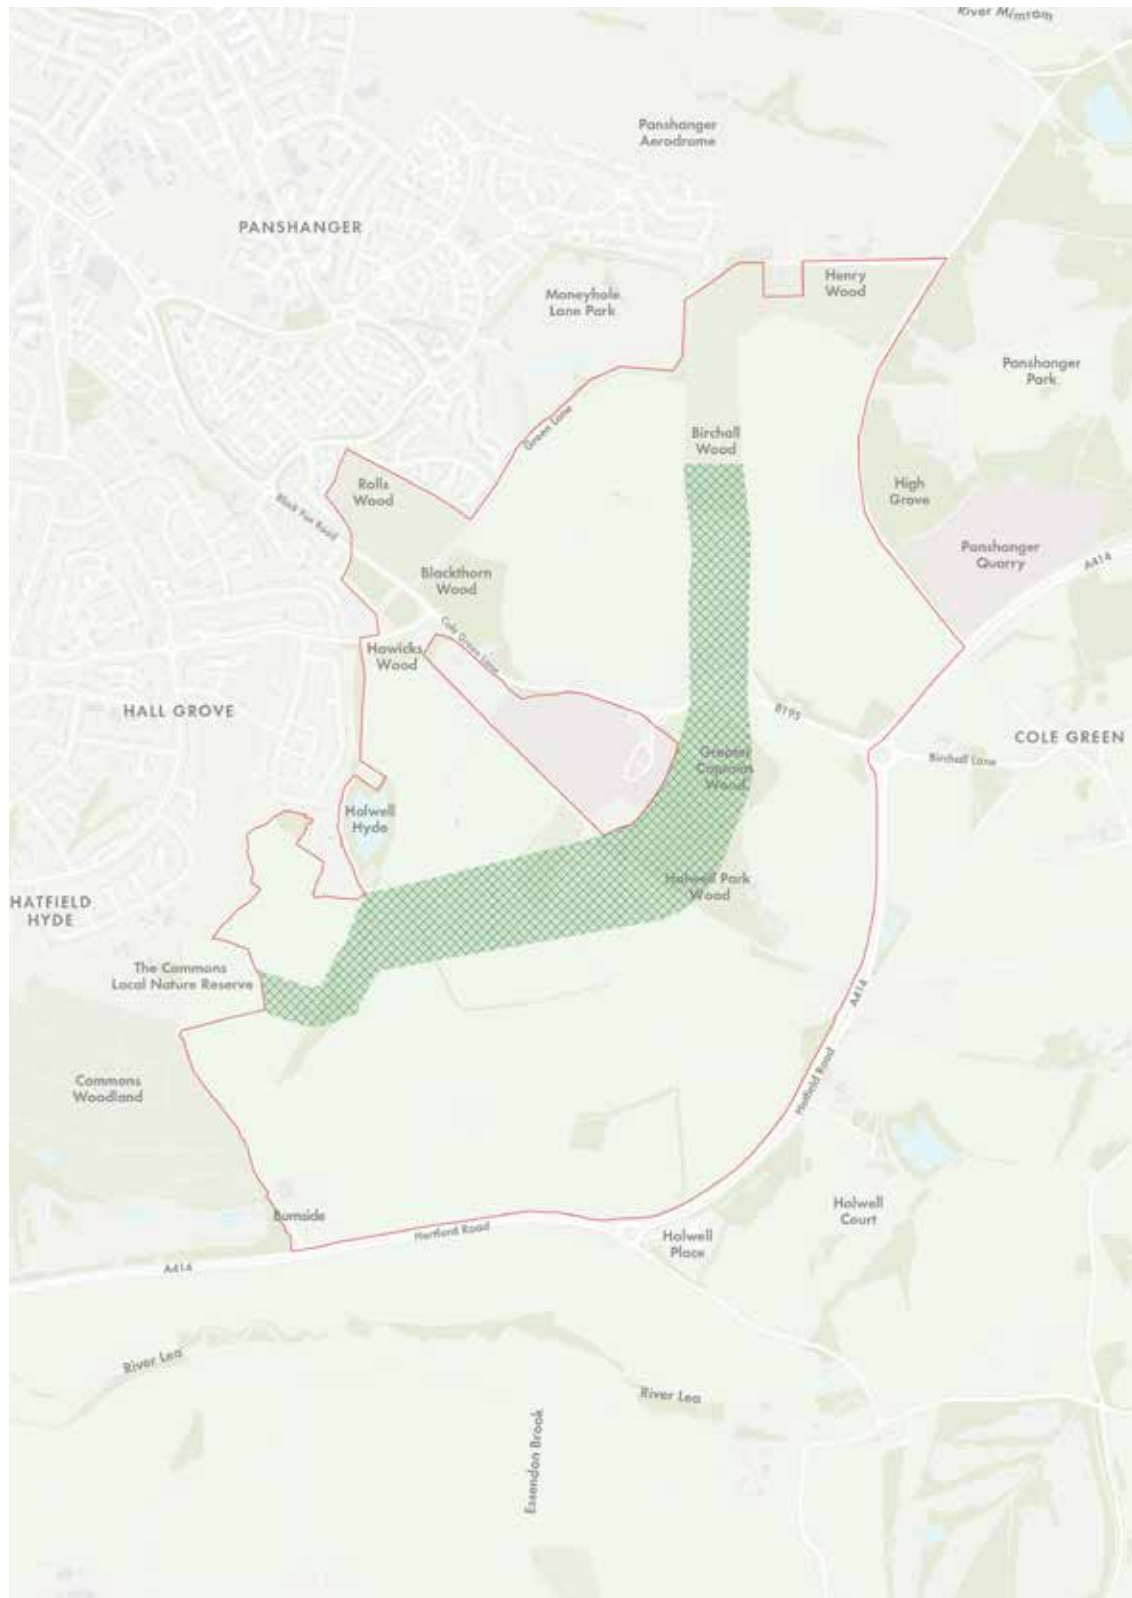 River Mimram
Panshanger
Aerodrome
PANSHANGER
Henry
Wood
Moneyhole
Lane Park
Panshanger
Park
Green Lane
Birchall
Wood
Rolls
Wood
High
Grove
Black Fan Road
Panshanger
Quarry
A414
Blackthorn
Wood
Cole Green Lane
Hawicks
Wood
HALL GROVE
B195
COLE GREEN
Greater
Captains
Wood
Birchall Lane
Holwell
Hyde
Holwell Park
Wood
HATFIELD
HYDE
The Commons
Local Nature Reserve
A414
Hatfield Road
Commons
Woodland
Holwell
Court
Burnside
Hertford Road
Holwell
Place
A414
River Lea
River Lea
Essendon Brook